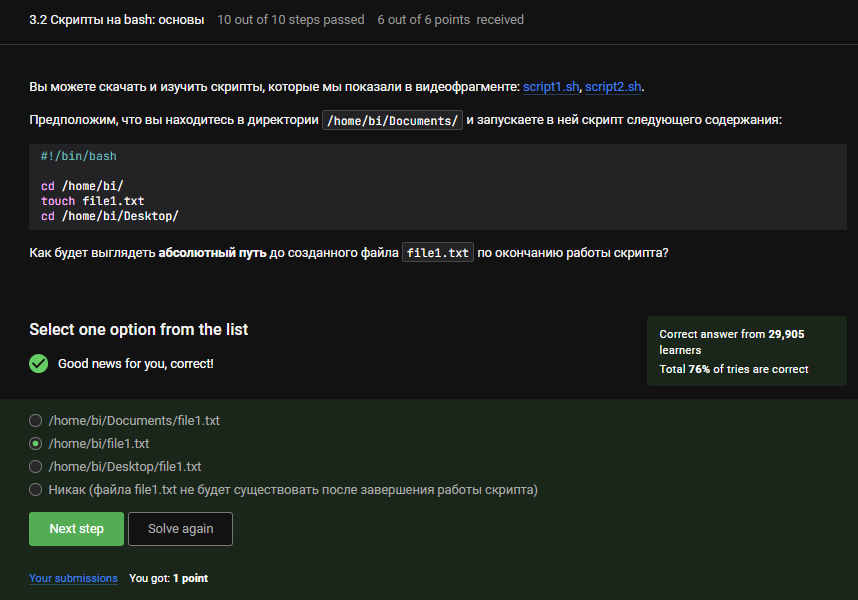 3.2 Скрипты на bash: основы 10 out of 10 steps passed 6 out of 6 points received
Вы можете скачать и изучить скрипты, которые мы показали в видеофрагменте: script1.sh, script2.sh.
Предположим, что вы находитесь в директории /home/bi/Documents/ и запускаете в ней скрипт следующего содержания:
#!/bin/bash
cd /home/bi/
touch file1.txt
cd /home/bi/Desktop/
Как будет выглядеть абсолютный путь до созданного файла file1.txt по окончанию работы скрипта?
Select one option from the list
Good news for you, correct!
Correct answer from 29,905
learners
Total 76% of tries are correct
/home/bi/Documents/file1.txt
/home/bi/file1.txt
/home/bi/Desktop/file1.txt
Никак (файла file1.txt не будет существовать после завершения работы скрипта)
Next step Solve again
Your submissions You got: 1 point